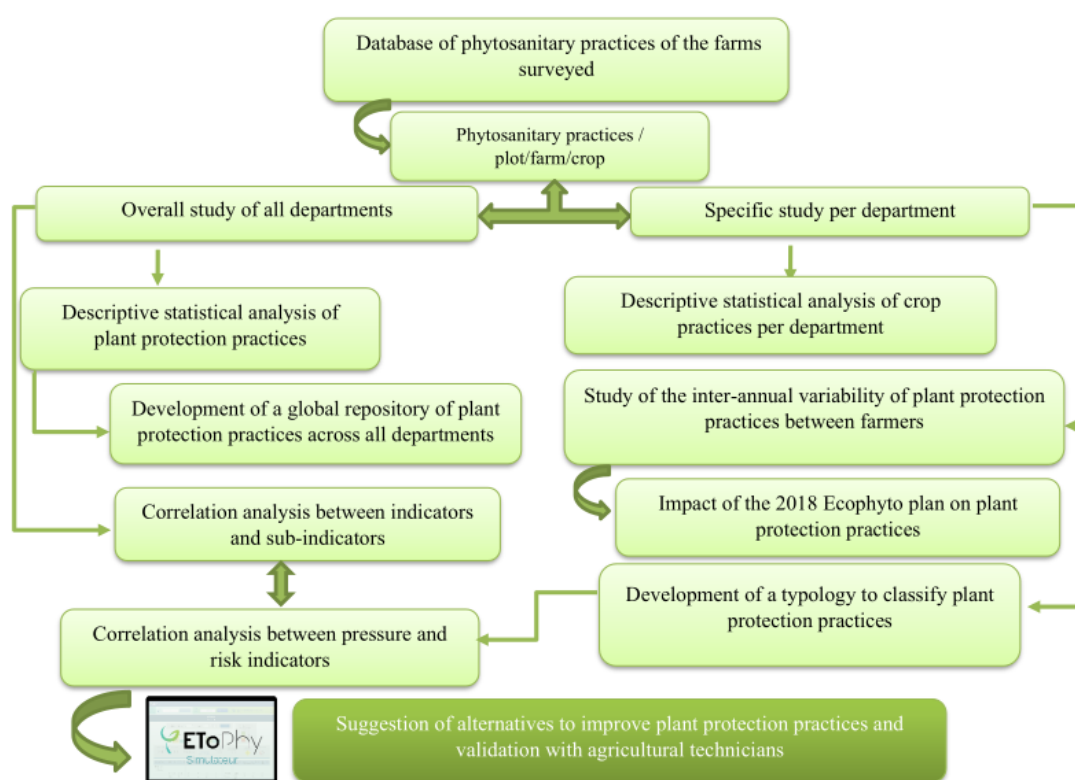 Database of phytosanitary practices of the farms
surveyed
Phytosanitary practices /
plot/farm/crop
Overall study of all departments
Specific study per department
Descriptive statistical analysis of
plant protection practices
Descriptive statistical analysis of crop
practices per department
Development of a global repository of plant
protection practices across all departments
Study of the inter-annual variability of plant protection
practices between farmers
Correlation analysis between indicators
and sub-indicators
Impact of the 2018 Ecophyto plan on plant
protection practices
Development of a typology to classify plant
protection practices
Correlation analysis between pressure and
risk indicators
EToPhy
Simulateur
Suggestion of alternatives to improve plant protection practices and
validation with agricultural technicians